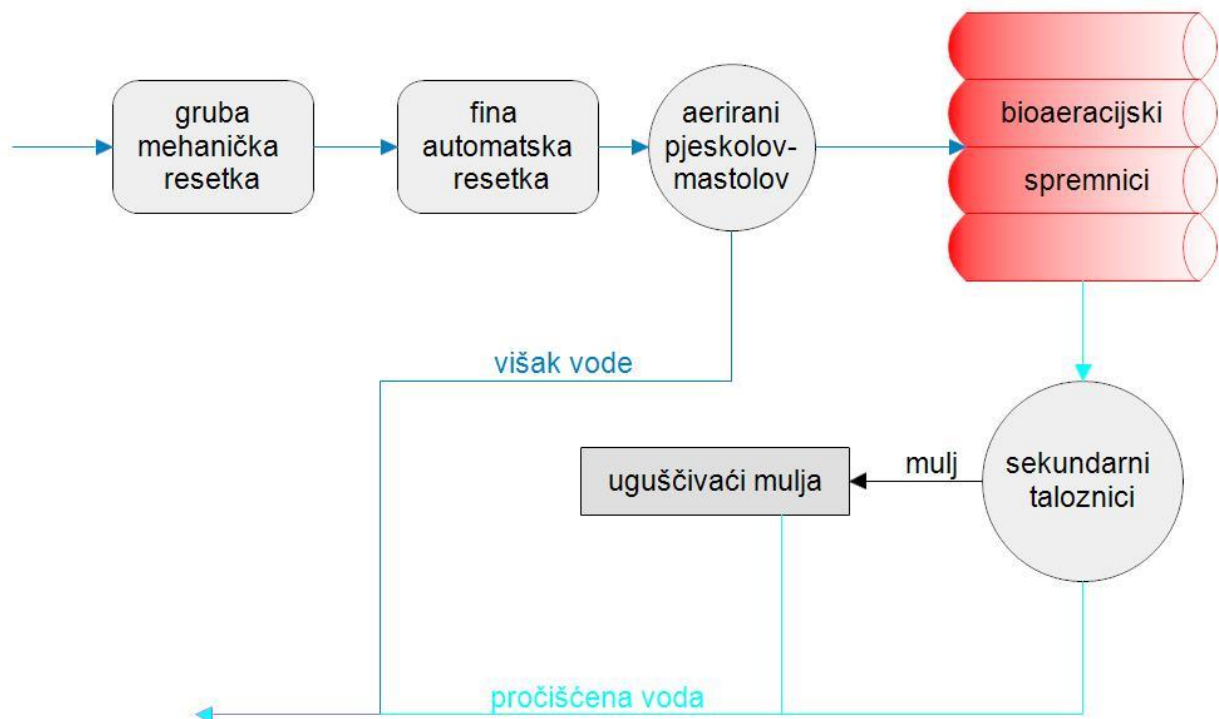 gruba
mehanička
resetka
fina
automatska
resetka
aerirani
pjeskolov-
mastolov
bioaeracijski
spremnici
višak vode
uguščivaći mulja
mulj
sekundarni
taloznici
pročišćena voda